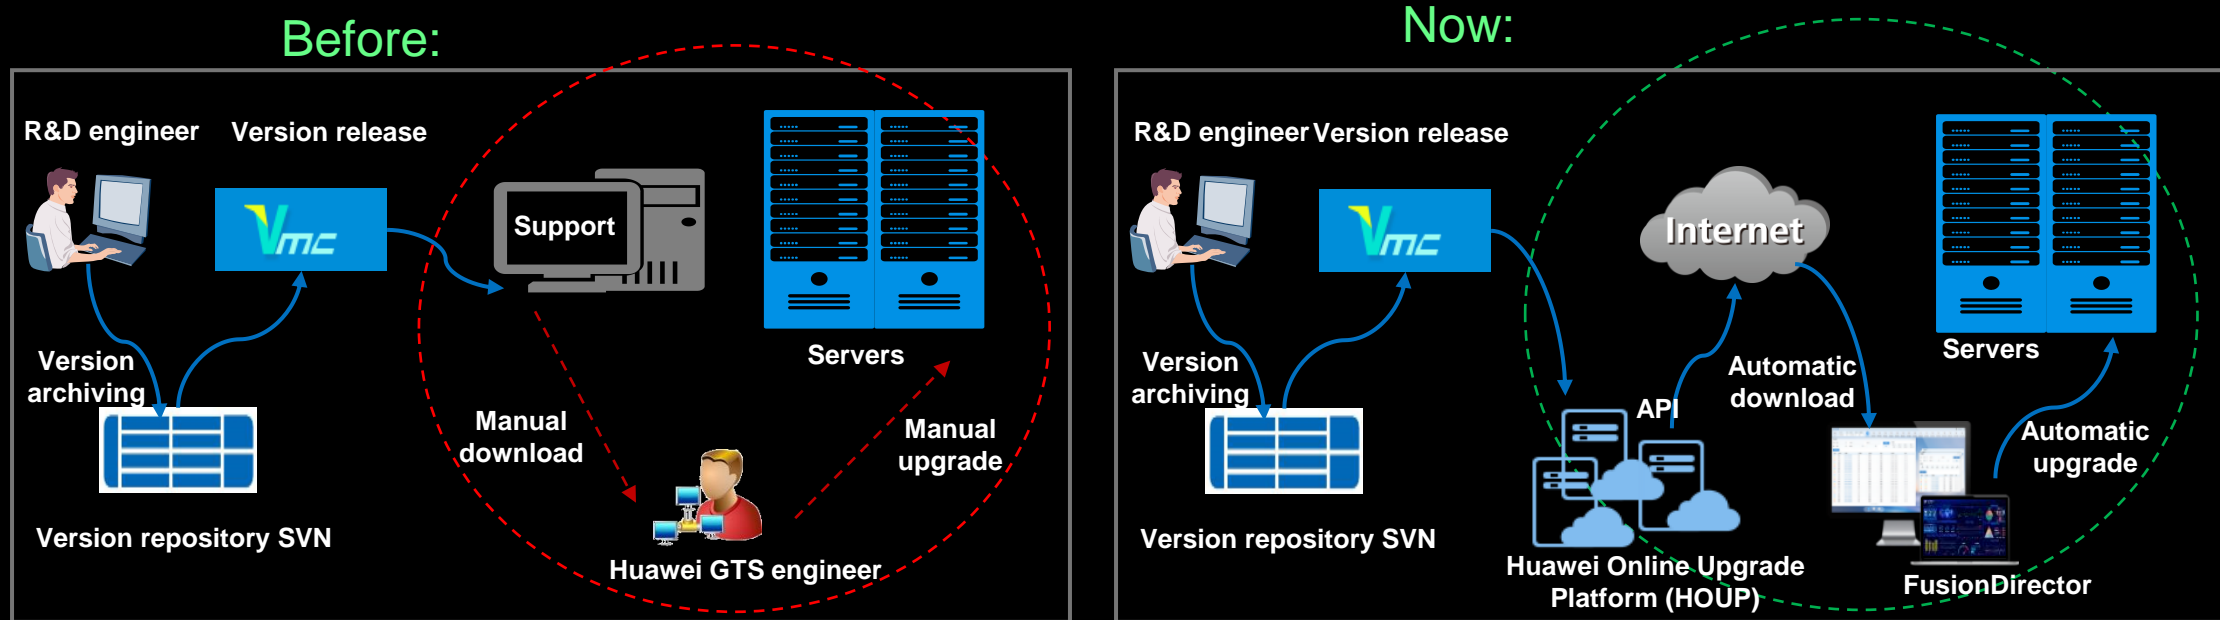 Before:
R&D engineer
Version release
Vmc
Support
Servers
Version
archiving
Manual
download
Manual
upgrade
Version repository SVN
Huawei GTS engineer
Now:
R&D engineer
Version release
Vmc
Internet
Servers
Version
archiving
API
Automatic
download
Automatic
upgrade
Version repository SVN
Huawei Online Upgrade
Platform (HOUP)
FusionDirector